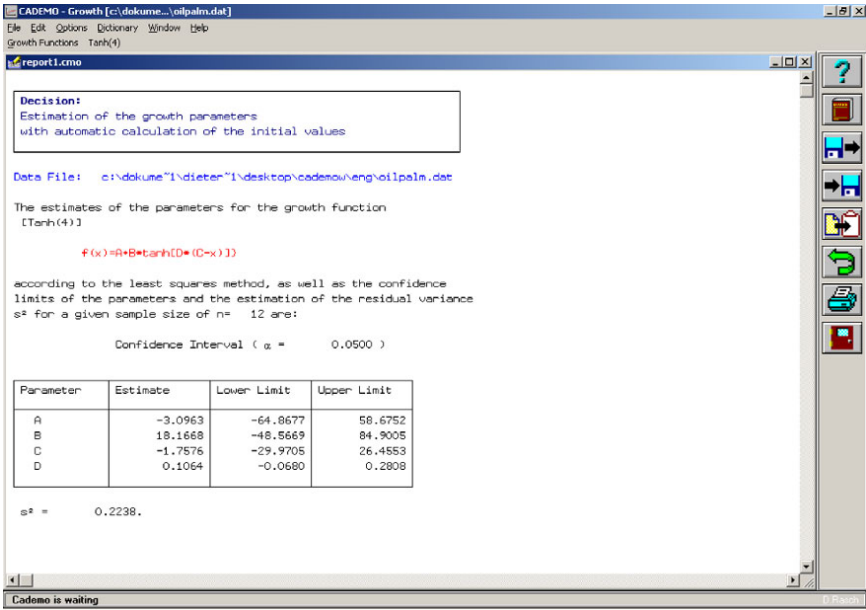 CADEMO - Growth [c:\dokume...\oilpalm.dat]
File Edit Options Dictionary Window Help
Growth Functions Tanh(4)
report1.cmo
Decision:
Estimation of the growth parameters
with automatic calculation of the initial values
Data File: c:\dokume~1\dieter~1\desktop\cademow\eng\oilpalm.dat
The estimates of the parameters for the growth function
[Tanh(4)]
f(x)=A+B*tanh[D*(C-x)])
according to the least squares method, as well as the confidence
limits of the parameters and the estimation of the residual variance
s² for a given sample size of n= 12 are:
Confidence Interval ( α = 0.0500 )
Parameter Estimate Lower Limit Upper Limit
A -3.0963 -64.8677 58.6752
B 18.1668 -48.5669 84.9005
C -1.7576 -29.9705 26.4553
D 0.1064 -0.0680 0.2808
s² = 0.2238.
Cademo is waiting D.Rasch